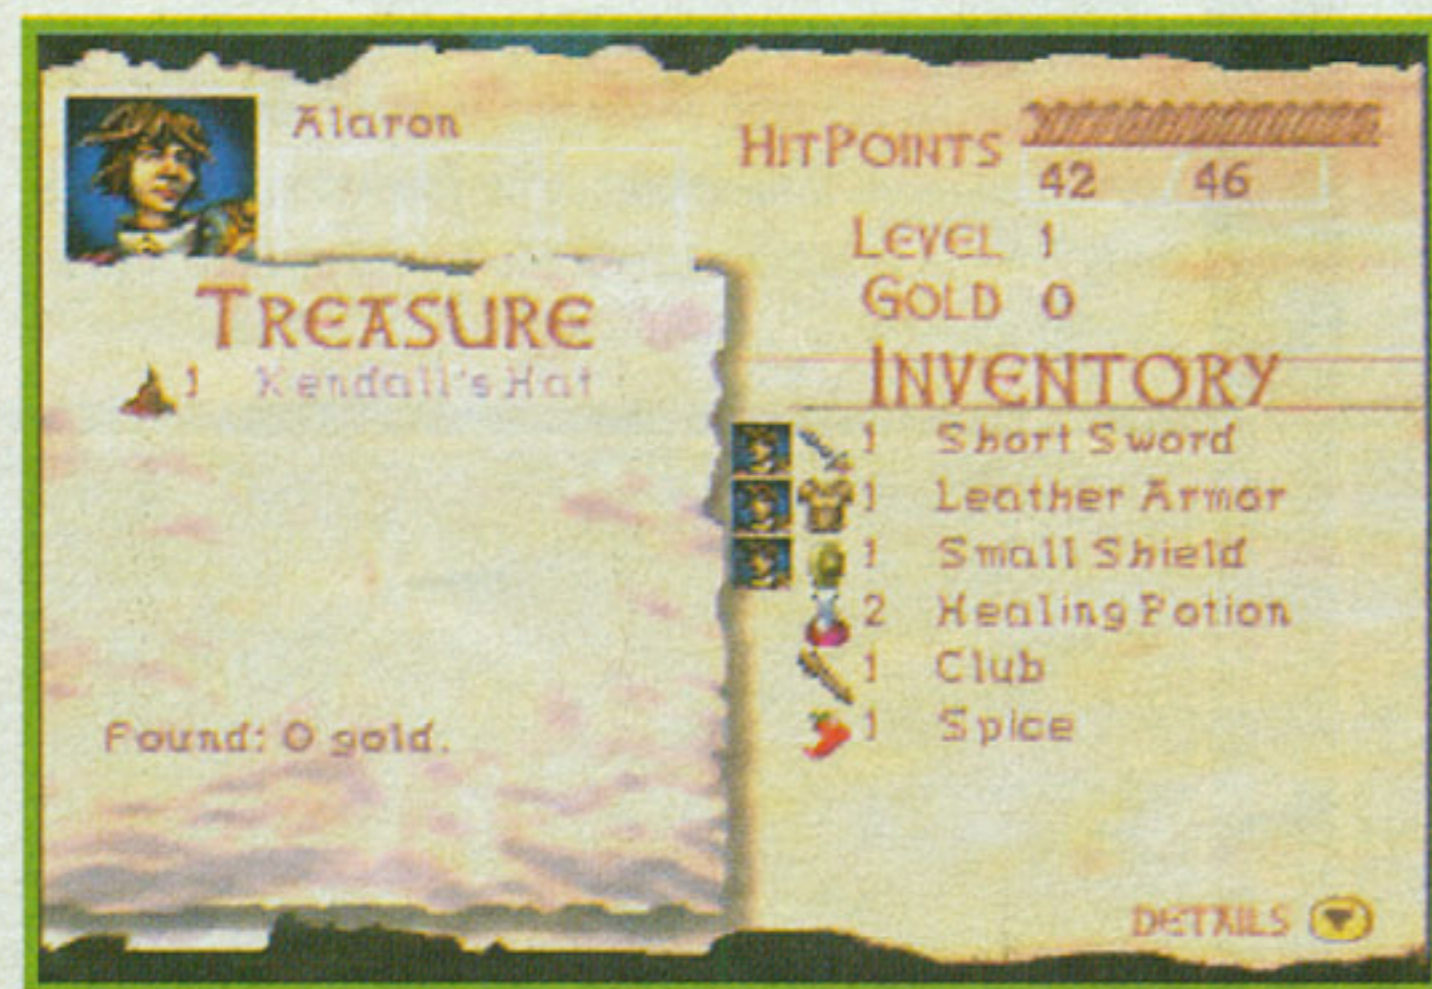 Alaron
HitPoints
42 46
Level 1
Gold 0
Treasure
1 Kendall's Hat
Found: 0 gold.
Inventory
1 Short Sword
1 Leather Armor
1 Small Shield
2 Healing Potion
1 Club
1 Spice
DETAILS